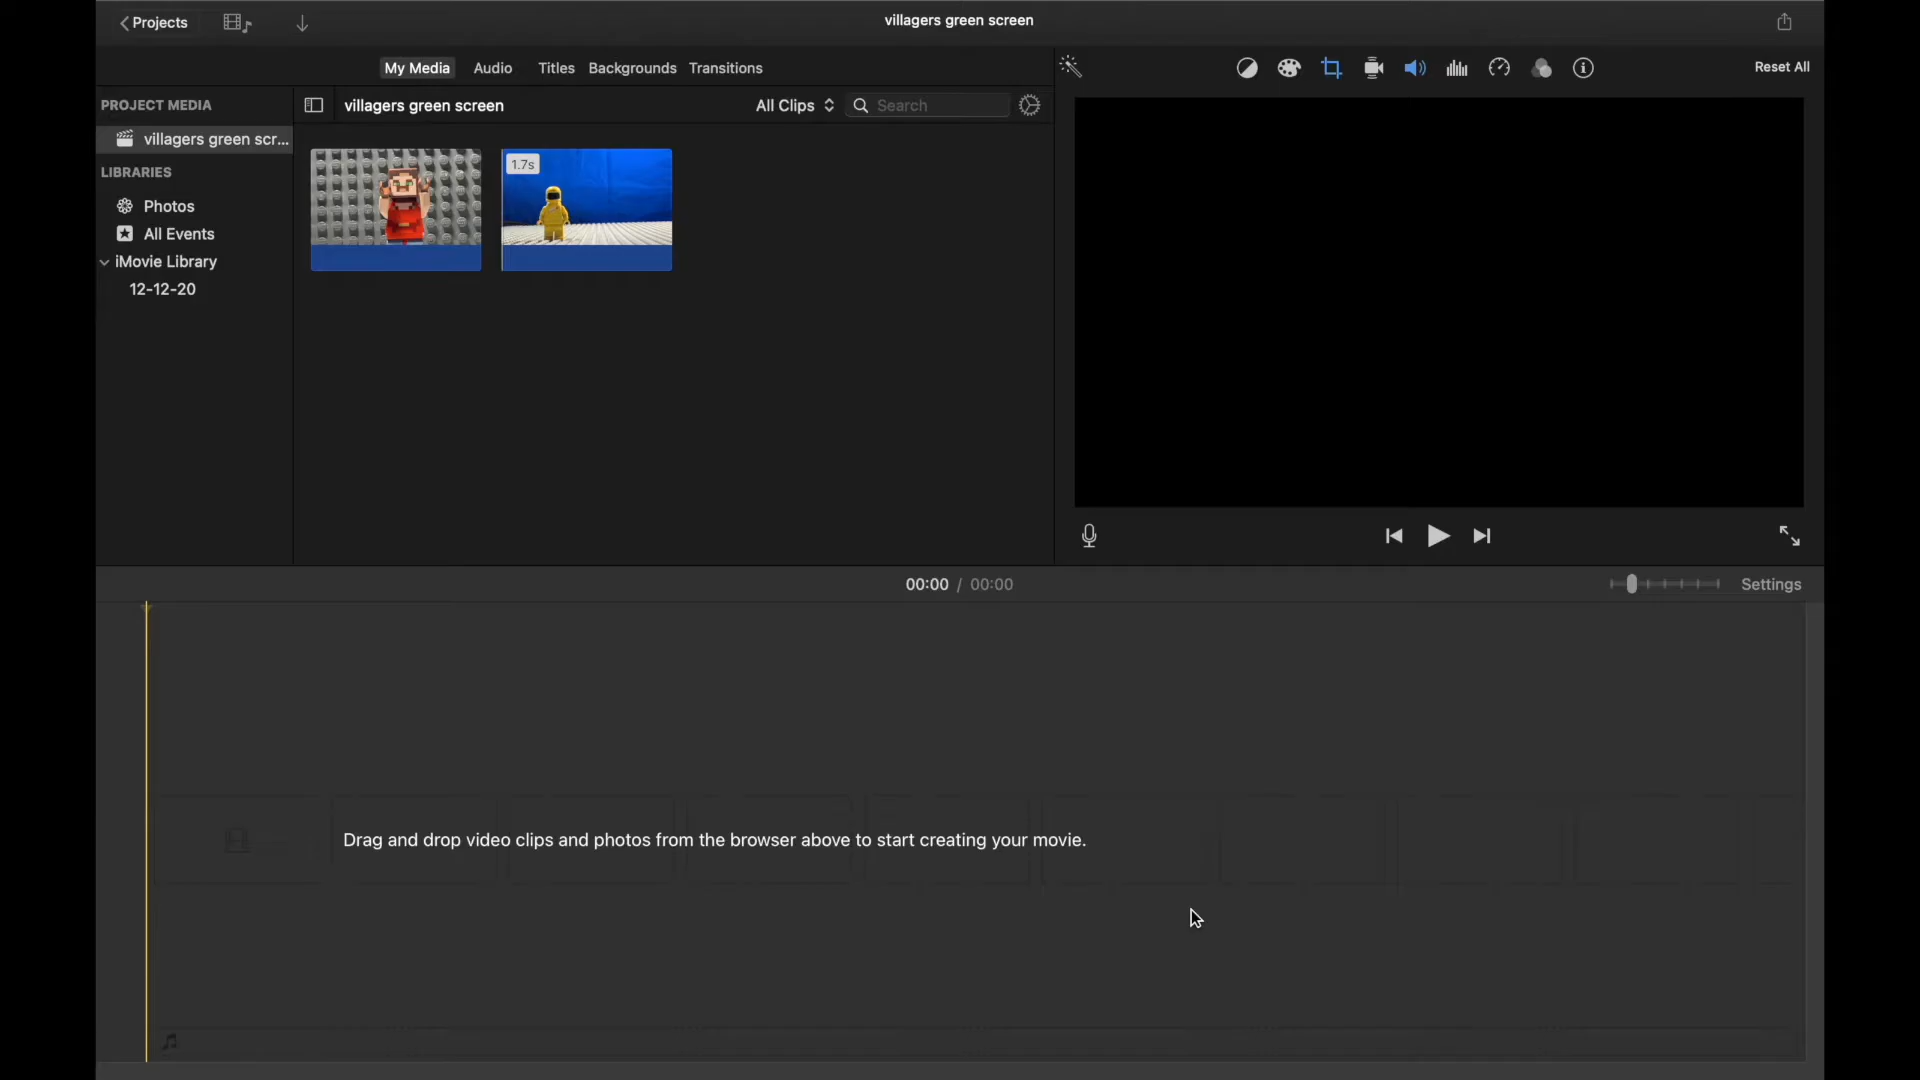 Projects
villagers green screen
My Media Audio Titles Backgrounds Transitions
Reset All
PROJECT MEDIA
villagers green screen
All Clips
Search
villagers green scr...
1.7s
LIBRARIES
Photos
All Events
iMovie Library
12-12-20
00:00 / 00:00
Settings
Drag and drop video clips and photos from the browser above to start creating your movie.